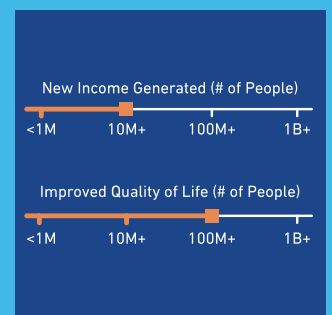 New Income Generated (# of People)
<1M 10M+ 100M+ 1B+
Improved Quality of Life (# of People)
<1M 10M+ 100M+ 1B+